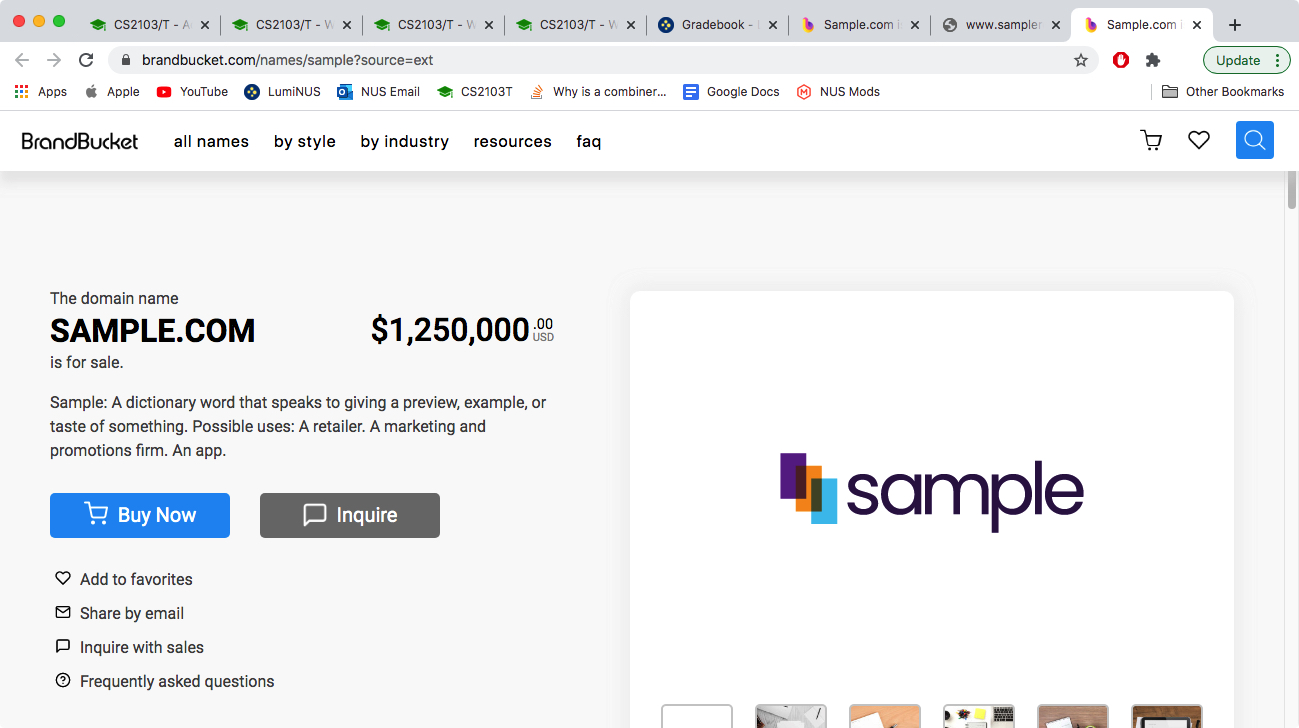 CS2103/T - A
CS2103/T - W
CS2103/T - W
CS2103/T - W
Gradebook -
Sample.com i
www.sampler
Sample.com i
brandbucket.com/names/sample?source=ext
Update
Apps
Apple
YouTube
LumiNUS
NUS Email
CS2103T
Why is a combiner...
Google Docs
NUS Mods
Other Bookmarks
BrandBucket
all names
by style
by industry
resources
faq
The domain name
SAMPLE.COM
$1,250,000.00 USD
is for sale.
Sample: A dictionary word that speaks to giving a preview, example, or
taste of something. Possible uses: A retailer. A marketing and
promotions firm. An app.
Buy Now
Inquire
Add to favorites
Share by email
Inquire with sales
Frequently asked questions
sample